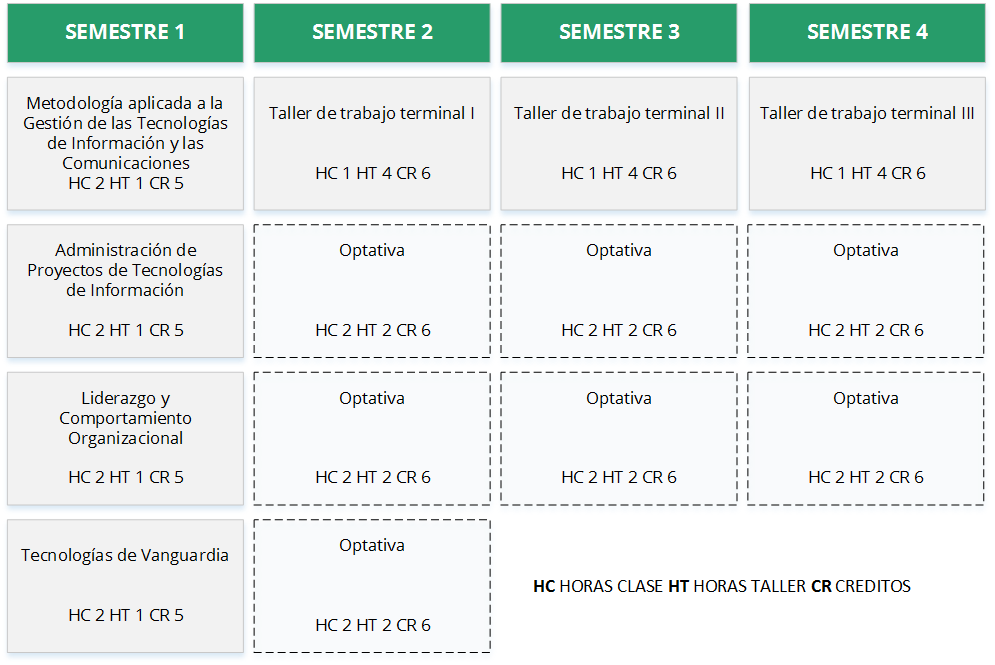 SEMESTRE 1
SEMESTRE 2
SEMESTRE 3
SEMESTRE 4
Metodología aplicada a la
Gestión de las Tecnologías
de Información y las
Comunicaciones
HC 2 HT 1 CR 5
Taller de trabajo terminal I
HC 1 HT 4 CR 6
Taller de trabajo terminal II
HC 1 HT 4 CR 6
Taller de trabajo terminal III
HC 1 HT 4 CR 6
Administración de
Proyectos de Tecnologías
de Información
HC 2 HT 1 CR 5
Optativa
HC 2 HT 2 CR 6
Optativa
HC 2 HT 2 CR 6
Optativa
HC 2 HT 2 CR 6
Liderazgo y
Comportamiento
Organizacional
HC 2 HT 1 CR 5
Optativa
HC 2 HT 2 CR 6
Optativa
HC 2 HT 2 CR 6
Optativa
HC 2 HT 2 CR 6
Tecnologías de Vanguardia
HC 2 HT 1 CR 5
Optativa
HC 2 HT 2 CR 6
HC HORAS CLASE HT HORAS TALLER CR CREDITOS